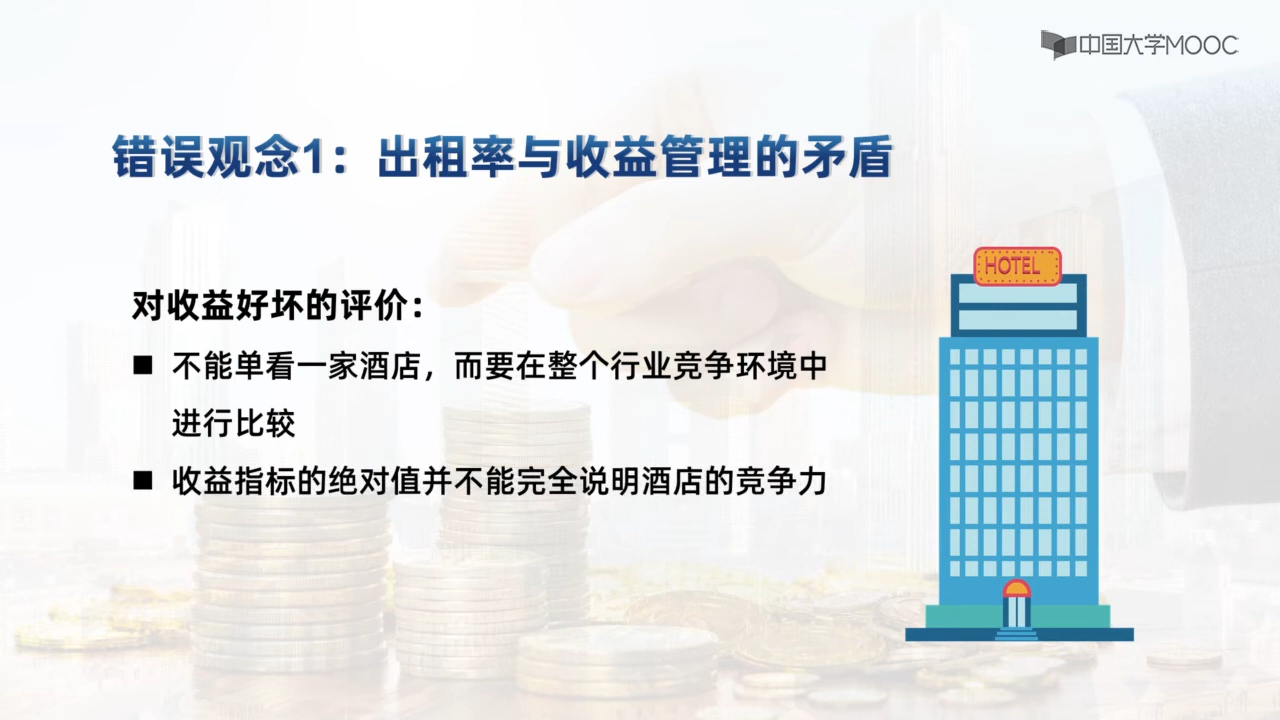 中国大学MOOC
错误观念1：出租率与收益管理的矛盾
对收益好坏的评价：
■ 不能单看一家酒店，而要在整个行业竞争环境中
进行比较
■ 收益指标的绝对值并不能完全说明酒店的竞争力
HOTEL